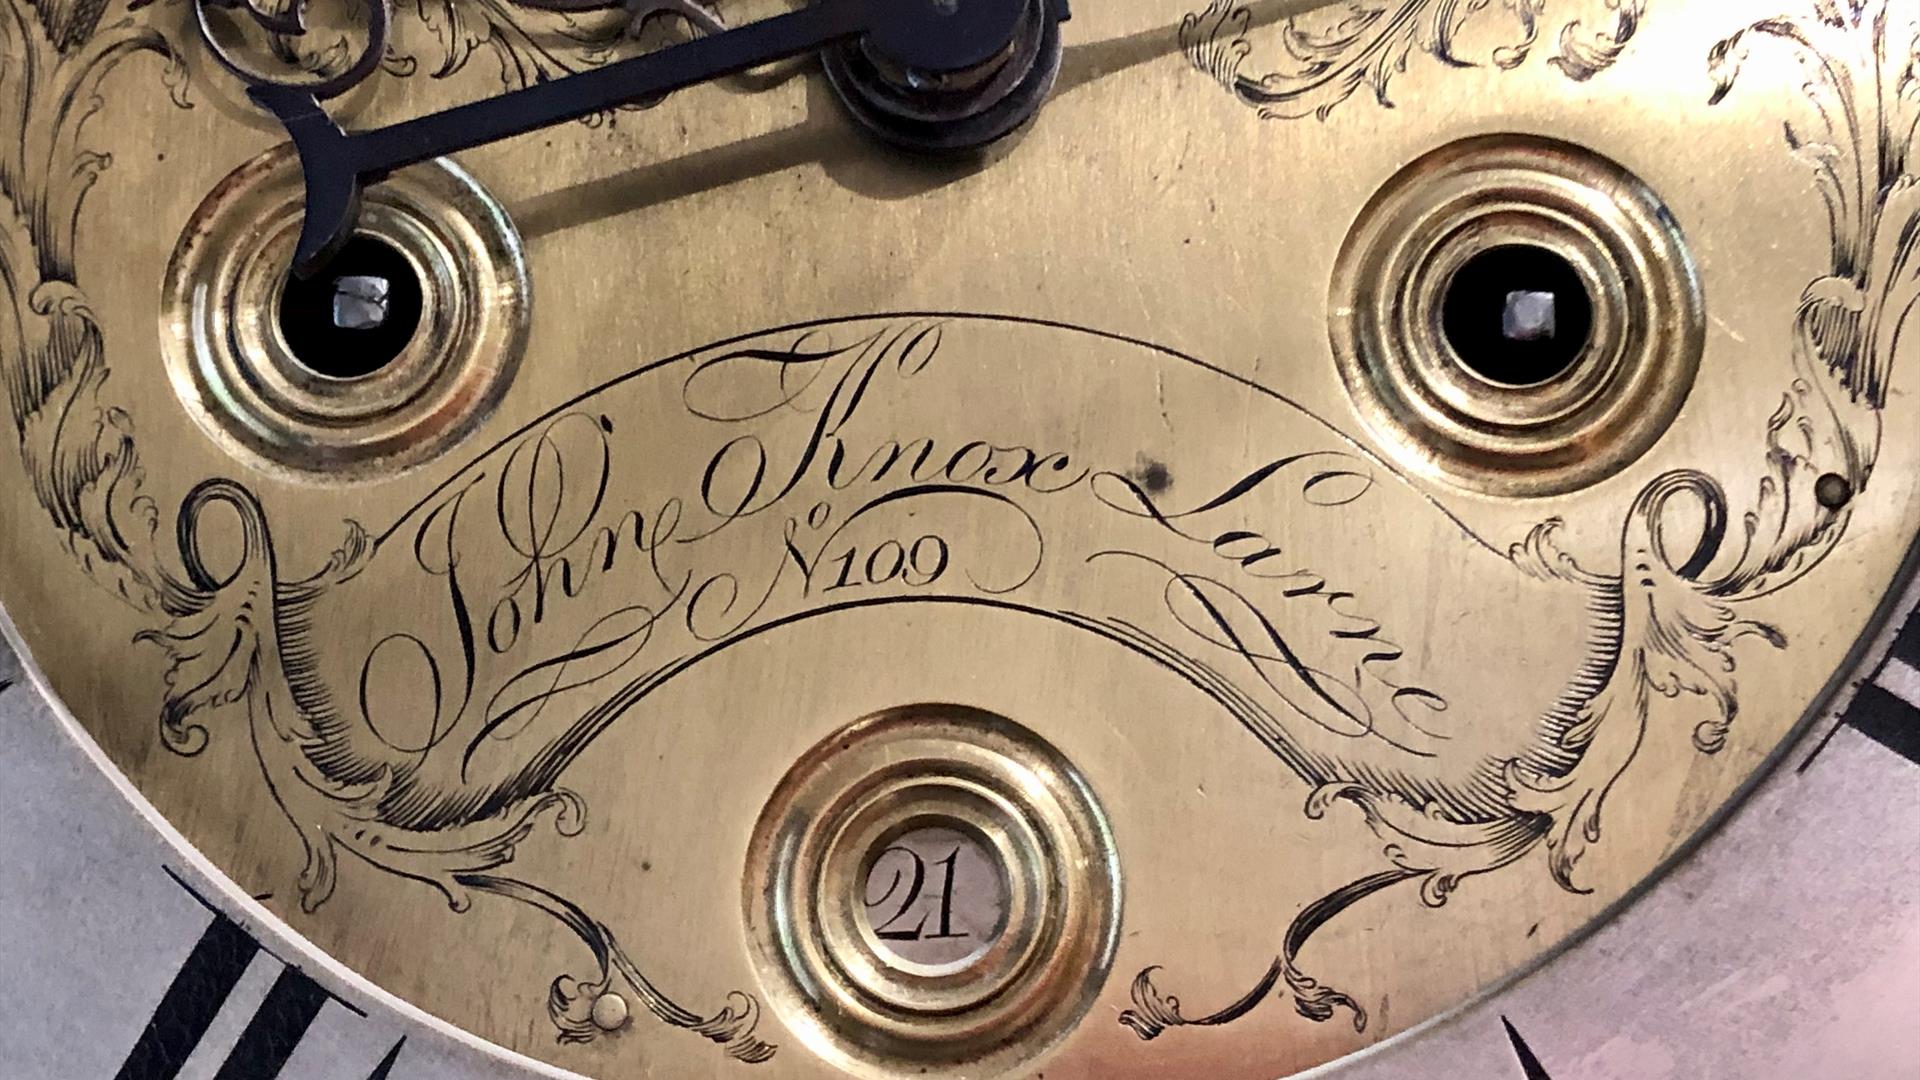 John Knox Larne
No 109
21